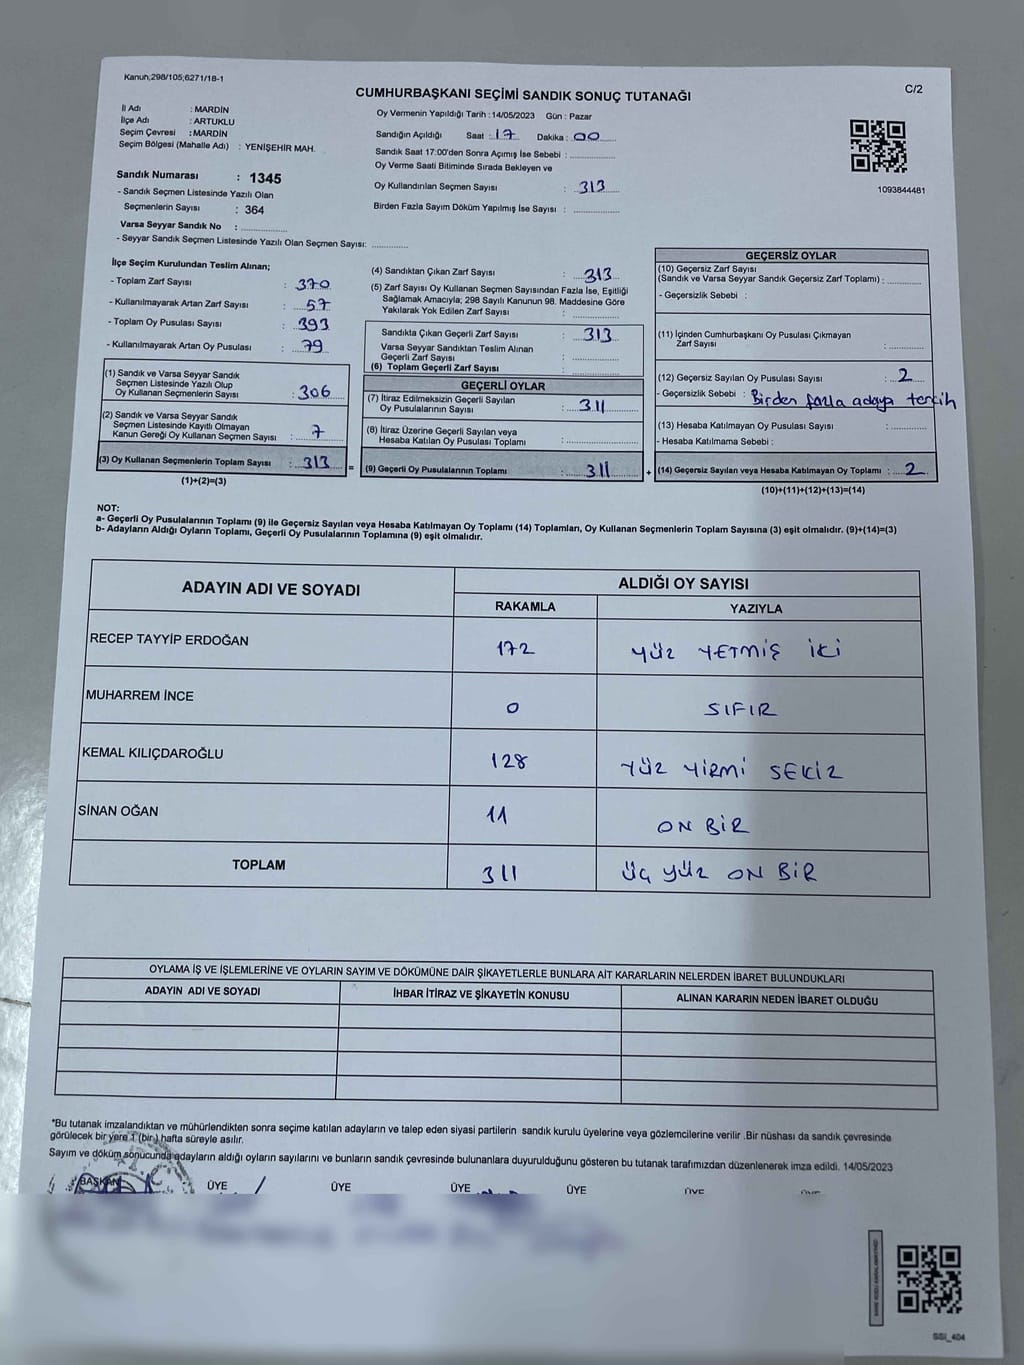 Kanun;298/105;6271/18-1
C/2
CUMHURBAŞKANI SEÇİMİ SANDIK SONUÇ TUTANAĞI
İl Adı : MARDİN
İlçe Adı : ARTUKLU
Seçim Çevresi : MARDİN
Seçim Bölgesi (Mahalle Adı) : YENİŞEHİR MAH.
Sandık Numarası : 1345
- Sandık Seçmen Listesinde Yazılı Olan
Seçmenlerin Sayısı : 364
Varsa Seyyar Sandık No :
- Seyyar Sandık Seçmen Listesinde Yazılı Olan Seçmen Sayısı:
Oy Vermenin Yapıldığı Tarih : 14/05/2023 Gün : Pazar
Sandığın Açıldığı Saat : 17 Dakika : 00
Sandık Saat 17:00'den Sonra Açımış İse Sebebi :
Oy Verme Saati Bitiminde Sırada Bekleyen ve
Oy Kullandırılan Seçmen Sayısı : 313
Birden Fazla Sayım Döküm Yapılmış İse Sayısı :
1093844481
İlçe Seçim Kurulundan Teslim Alınan;
- Toplam Zarf Sayısı : 370
- Kullanılmayarak Artan Zarf Sayısı : 57
- Toplam Oy Pusulası Sayısı : 393
- Kullanılmayarak Artan Oy Pusulası : 79
(1) Sandık ve Varsa Seyyar Sandık
Seçmen Listesinde Yazılı Olup
Oy Kullanan Seçmenlerin Sayısı : 306
(2) Sandık ve Varsa Seyyar Sandık
Seçmen Listesinde Kayıtlı Olmayan
Kanun Gereği Oy Kullanan Seçmen Sayısı : 7
(3) Oy Kullanan Seçmenlerin Toplam Sayısı : 313
(1)+(2)=(3)
(4) Sandıktan Çıkan Zarf Sayısı : 313
(5) Zarf Sayısı Oy Kullanan Seçmen Sayısından Fazla İse, Eşitliği
Sağlamak Amacıyla; 298 Sayılı Kanunun 98. Maddesine Göre
Yakılarak Yok Edilen Zarf Sayısı :
Sandıkta Çıkan Geçerli Zarf Sayısı : 313
Varsa Seyyar Sandıktan Teslim Alınan
Geçerli Zarf Sayısı :
(6) Toplam Geçerli Zarf Sayısı :
GEÇERLİ OYLAR
(7) İtiraz Edilmeksizin Geçerli Sayılan
Oy Pusulalarının Sayısı : 311
(8) İtiraz Üzerine Geçerli Sayılan veya
Hesaba Katılan Oy Pusulası Toplamı :
= (9) Geçerli Oy Pusulalarının Toplamı : 311 +
GEÇERSİZ OYLAR
(10) Geçersiz Zarf Sayısı
(Sandık ve Varsa Seyyar Sandık Geçersiz Zarf Toplamı) :
- Geçersizlik Sebebi :
(11) İçinden Cumhurbaşkanı Oy Pusulası Çıkmayan
Zarf Sayısı :
(12) Geçersiz Sayılan Oy Pusulası Sayısı : 2
- Geçersizlik Sebebi : Birden fazla adaya tercih
(13) Hesaba Katılmayan Oy Pusulası Sayısı :
- Hesaba Katılmama Sebebi :
(14) Geçersiz Sayılan veya Hesaba Katılmayan Oy Toplamı : 2
(10)+(11)+(12)+(13)=(14)
NOT:
a- Geçerli Oy Pusulalarının Toplamı (9) ile Geçersiz Sayılan veya Hesaba Katılmayan Oy Toplamı (14) Toplamları, Oy Kullanan Seçmenlerin Toplam Sayısına (3) eşit olmalıdır. (9)+(14)=(3)
b- Adayların Aldığı Oyların Toplamı, Geçerli Oy Pusulalarının Toplamına (9) eşit olmalıdır.
ADAYIN ADI VE SOYADI ALDIĞI OY SAYISI
RAKAMLA YAZIYLA
RECEP TAYYİP ERDOĞAN 172 YÜZ YETMİŞ İKİ
MUHARREM İNCE 0 SIFIR
KEMAL KILIÇDAROĞLU 128 YÜZ YİRMİ SEKİZ
SİNAN OĞAN 11 ON BİR
TOPLAM 311 ÜÇ YÜZ ON BİR
OYLAMA İŞ VE İŞLEMLERİNE VE OYLARIN SAYIM VE DÖKÜMÜNE DAİR ŞİKAYETLERLE BUNLARA AİT KARARLARIN NELERDEN İBARET BULUNDUKLARI
ADAYIN ADI VE SOYADI İHBAR İTİRAZ VE ŞİKAYETİN KONUSU ALINAN KARARIN NEDEN İBARET OLDUĞU
*Bu tutanak imzalandıktan ve mühürlendikten sonra seçime katılan adayların ve talep eden siyasi partilerin sandık kurulu üyelerine veya gözlemcilerine verilir .Bir nüshası da sandık çevresinde
görülecek bir yere 1 (bir) hafta süreyle asılır.
Sayım ve döküm sonucunda adayların aldığı oyların sayılarını ve bunların sandık çevresinde bulunanlara duyurulduğunu gösteren bu tutanak tarafımızdan düzenlenerek imza edildi. 14/05/2023
BAŞKAN ÜYE ÜYE ÜYE ÜYE ÜYE
SSI_404